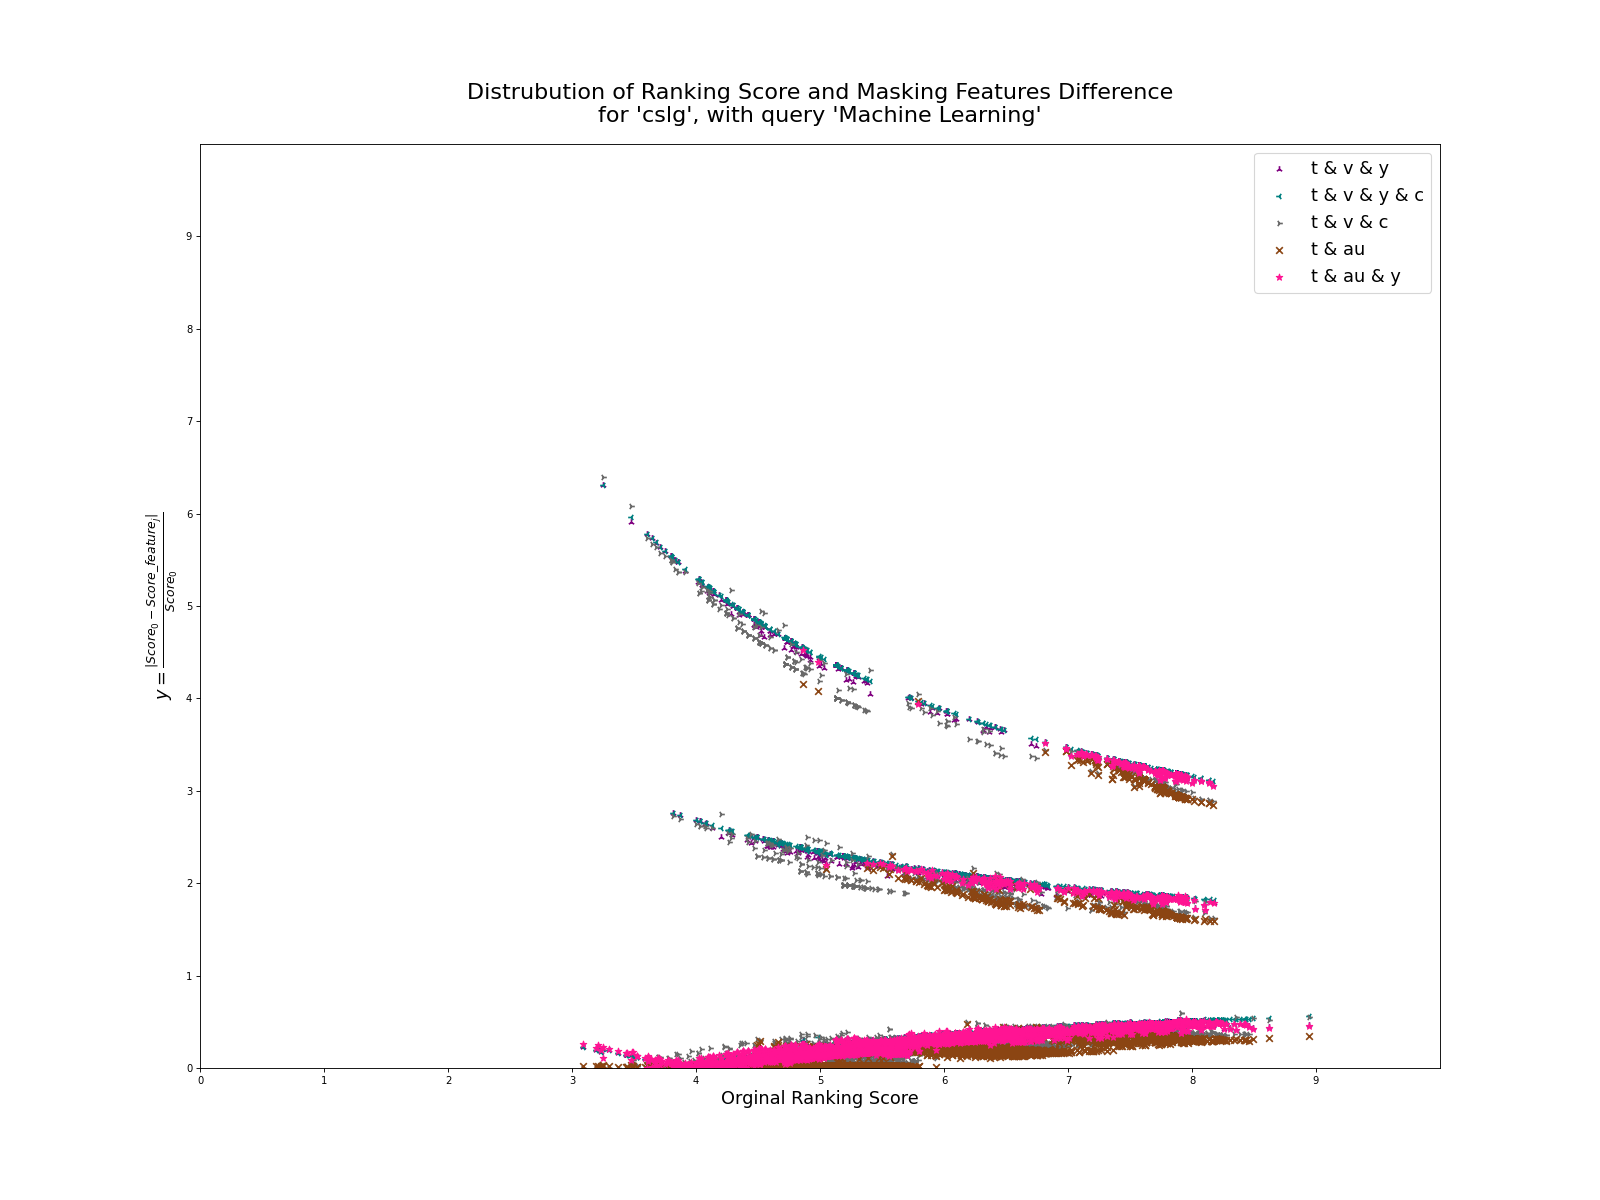 Distrubution of Ranking Score and Masking Features Difference
for 'cslg', with query 'Machine Learning'
t & v & y
t & v & y & c
t & v & c
t & au
t & au & y
9
8
7
6
5
4
3
2
1
0
y = |Score_0 − Score_feature_j| / Score_0
0 1 2 3 4 5 6 7 8 9
Orginal Ranking Score